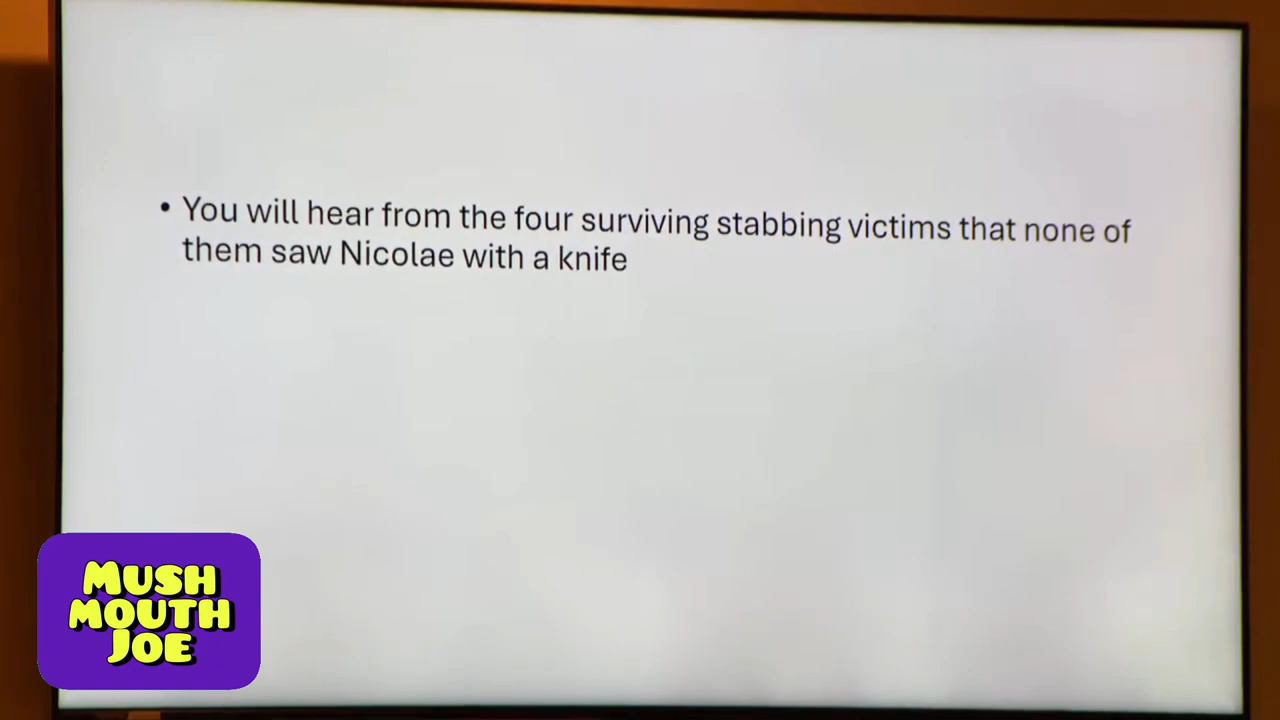 • You will hear from the four surviving stabbing victims that none of
them saw Nicolae with a knife
MUSH
MOUTH
JOE